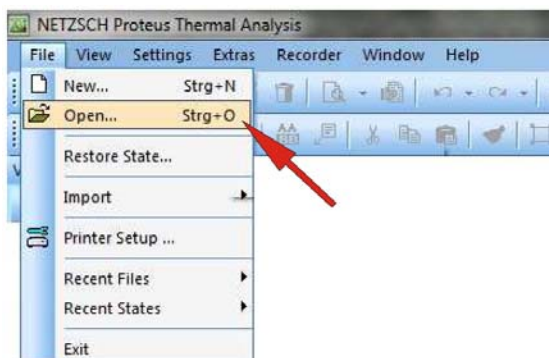 NETZSCH Proteus Thermal Analysis
File View Settings Extras Recorder Window Help
New... Strg+N
Open... Strg+O
Restore State...
Import
Printer Setup ...
Recent Files
Recent States
Exit